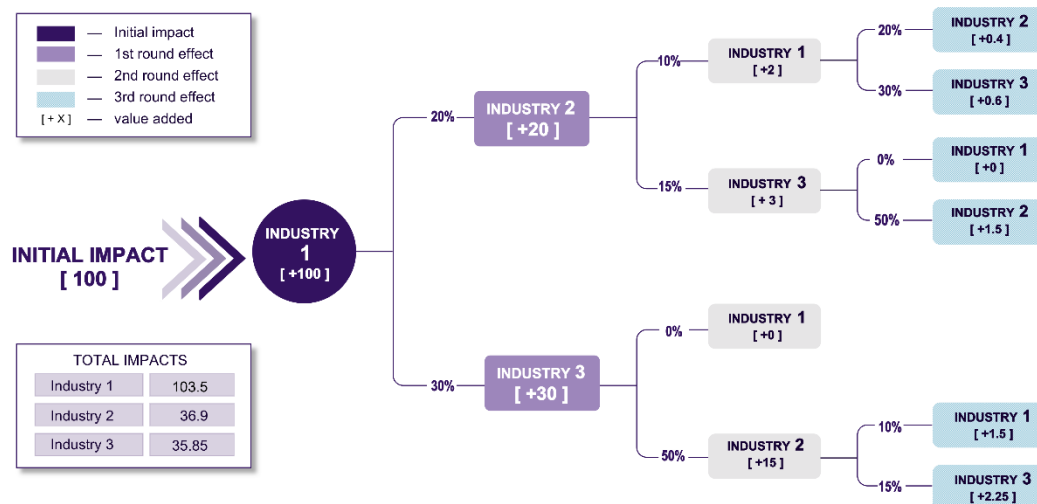 — Initial impact
— 1st round effect
— 2nd round effect
— 3rd round effect
[ + X ] — value added
INITIAL IMPACT
[ 100 ]
INDUSTRY
1
[ +100 ]
20%
INDUSTRY 2
[ +20 ]
10%
INDUSTRY 1
[ +2 ]
20%
INDUSTRY 2
[ +0.4 ]
30%
INDUSTRY 3
[ +0.6 ]
15%
INDUSTRY 3
[ + 3 ]
0%
INDUSTRY 1
[ +0 ]
50%
INDUSTRY 2
[ +1.5 ]
30%
INDUSTRY 3
[ +30 ]
0%
INDUSTRY 1
[ +0 ]
50%
INDUSTRY 2
[ +15 ]
10%
INDUSTRY 1
[ +1.5 ]
15%
INDUSTRY 3
[ +2.25 ]
TOTAL IMPACTS
Industry 1 103.5
Industry 2 36.9
Industry 3 35.85